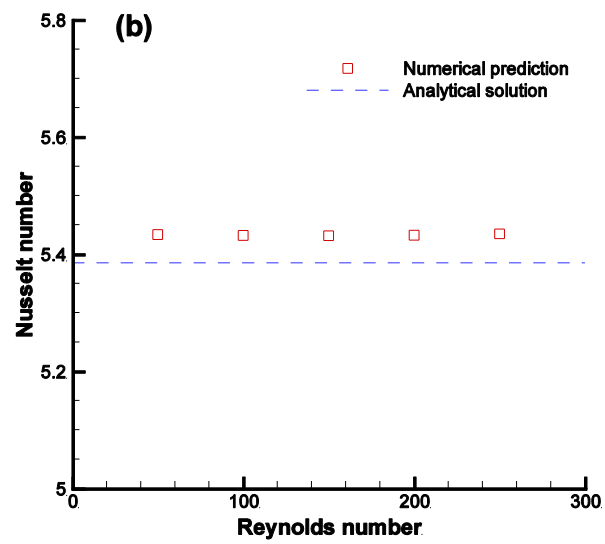 (b)
5.8
Numerical prediction
Analytical solution
5.6
5.4
5.2
5
Nusselt number
0 100 200 300
Reynolds number